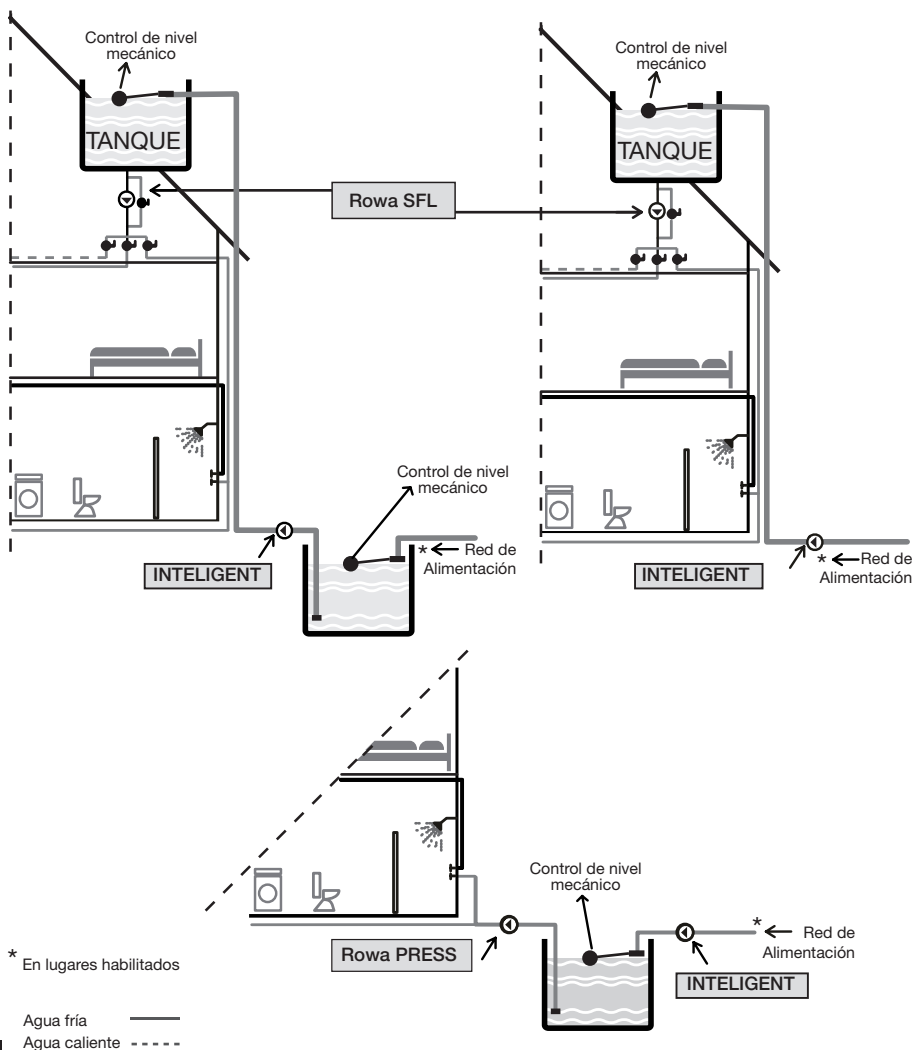 Control de nivel
mecánico
TANQUE
Rowa SFL
Control de nivel
mecánico
TANQUE
Control de nivel
mecánico
* Red de
Alimentación
INTELIGENT
INTELIGENT
* Red de
Alimentación
Control de nivel
mecánico
* Red de
Alimentación
Rowa PRESS
INTELIGENT
* En lugares habilitados
Agua fría
Agua caliente